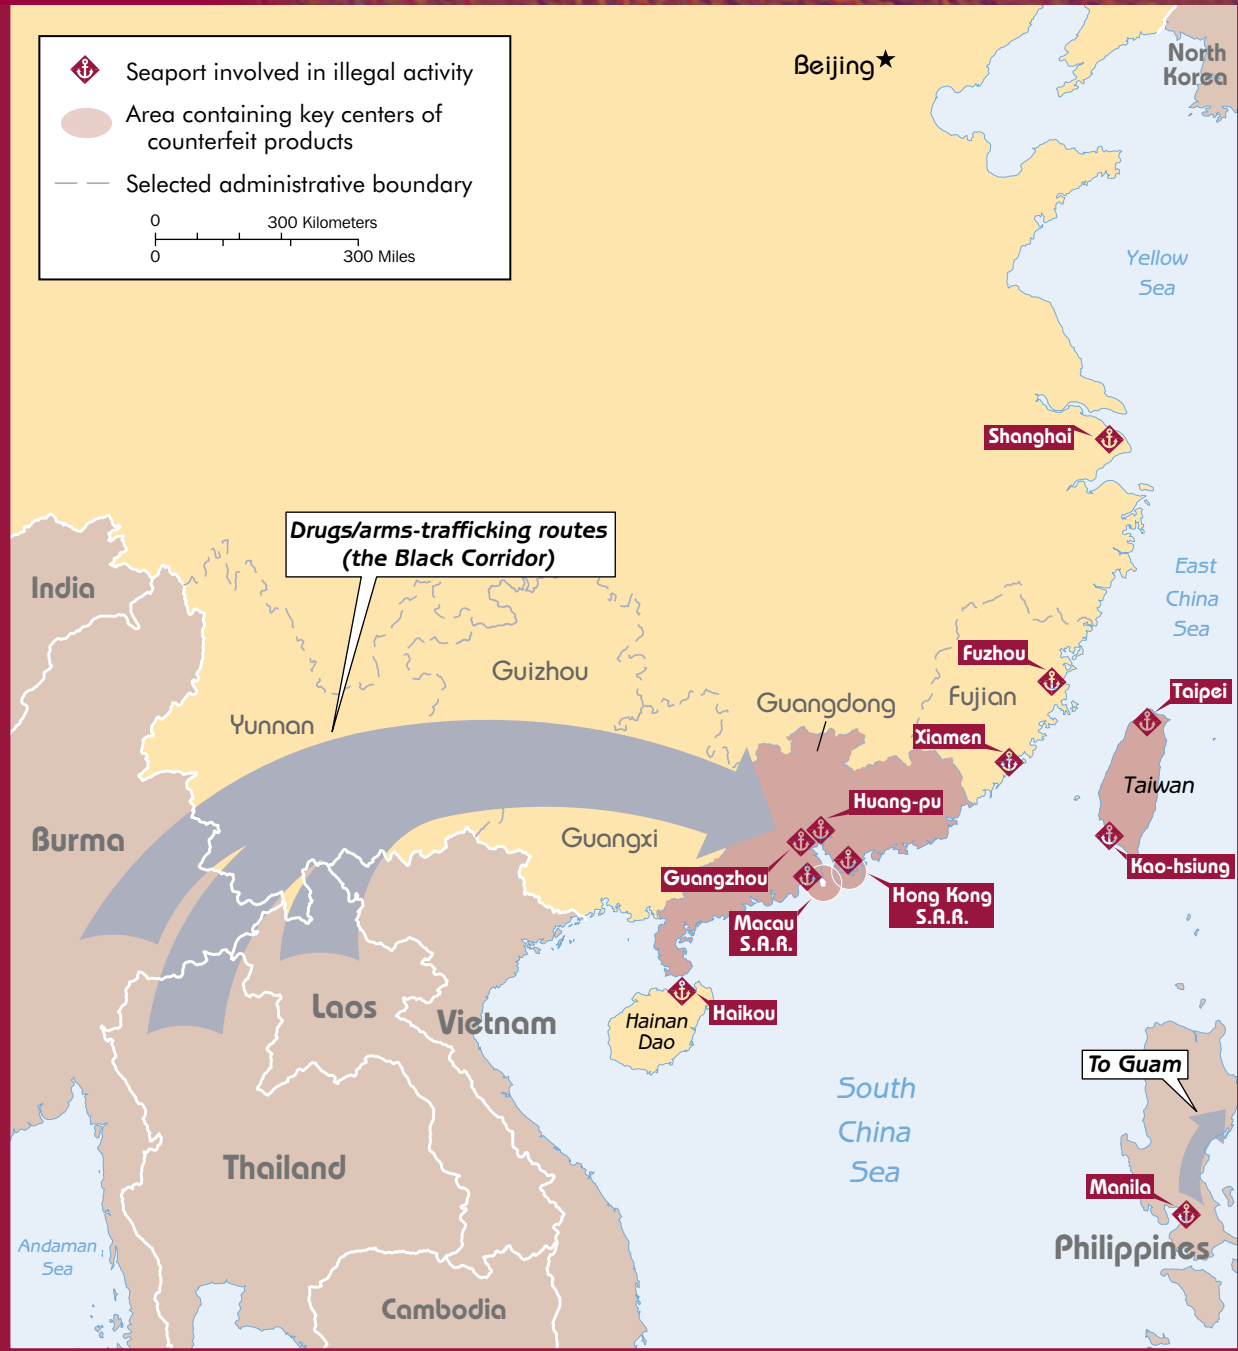 Seaport involved in illegal activity
Area containing key centers of
counterfeit products
Selected administrative boundary
0 300 Kilometers
0 300 Miles
Beijing
North
Korea
Yellow
Sea
Shanghai
Drugs/arms-trafficking routes
(the Black Corridor)
India
East
China
Sea
Fuzhou
Guizhou
Taipei
Fujian
Guangdong
Yunnan
Xiamen
Taiwan
Huang-pu
Burma
Guangxi
Kao-hsiung
Guangzhou
Hong Kong
S.A.R.
Macau
S.A.R.
Laos
Vietnam
Haikou
Hainan
Dao
To Guam
South
China
Sea
Thailand
Manila
Andaman
Sea
Philippines
Cambodia